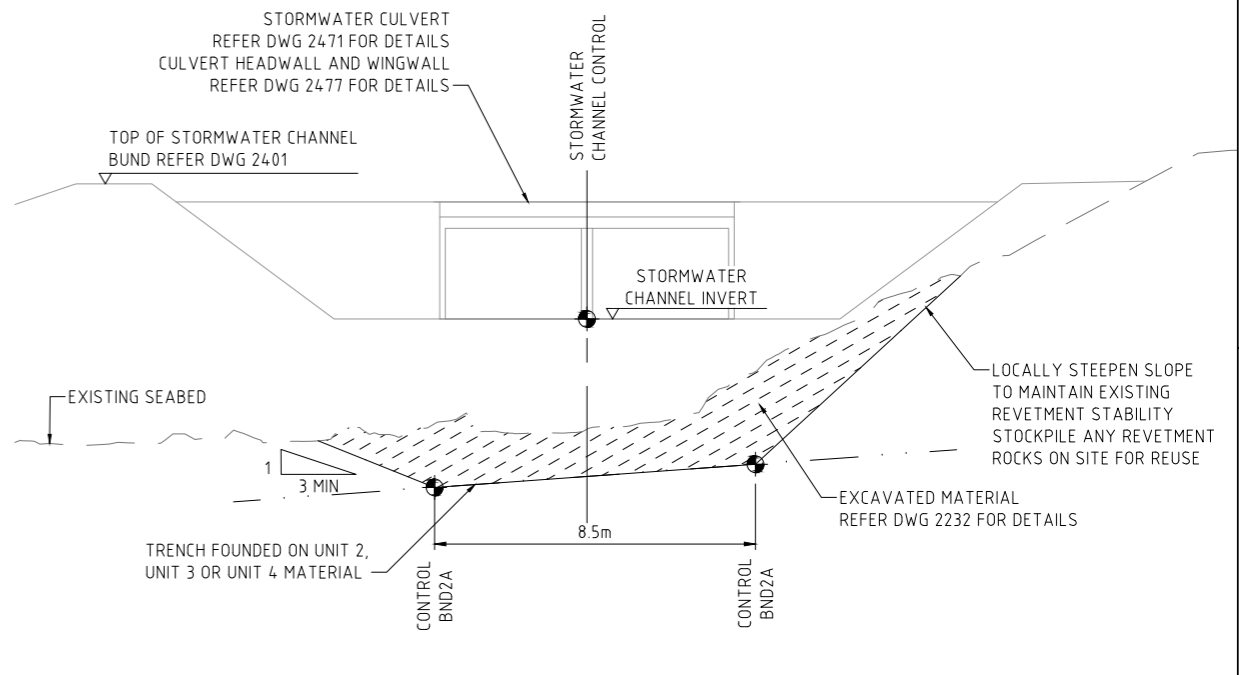 STORMWATER CULVERT
REFER DWG 2471 FOR DETAILS
CULVERT HEADWALL AND WINGWALL
REFER DWG 2477 FOR DETAILS
STORMWATER
CHANNEL CONTROL
TOP OF STORMWATER CHANNEL
BUND REFER DWG 2401
STORMWATER
CHANNEL INVERT
EXISTING SEABED
LOCALLY STEEPEN SLOPE
TO MAINTAIN EXISTING
REVETMENT STABILITY
STOCKPILE ANY REVETMENT
ROCKS ON SITE FOR REUSE
1
3 MIN
EXCAVATED MATERIAL
REFER DWG 2232 FOR DETAILS
8.5m
TRENCH FOUNDED ON UNIT 2,
UNIT 3 OR UNIT 4 MATERIAL
CONTROL
BND2A
CONTROL
BND2A